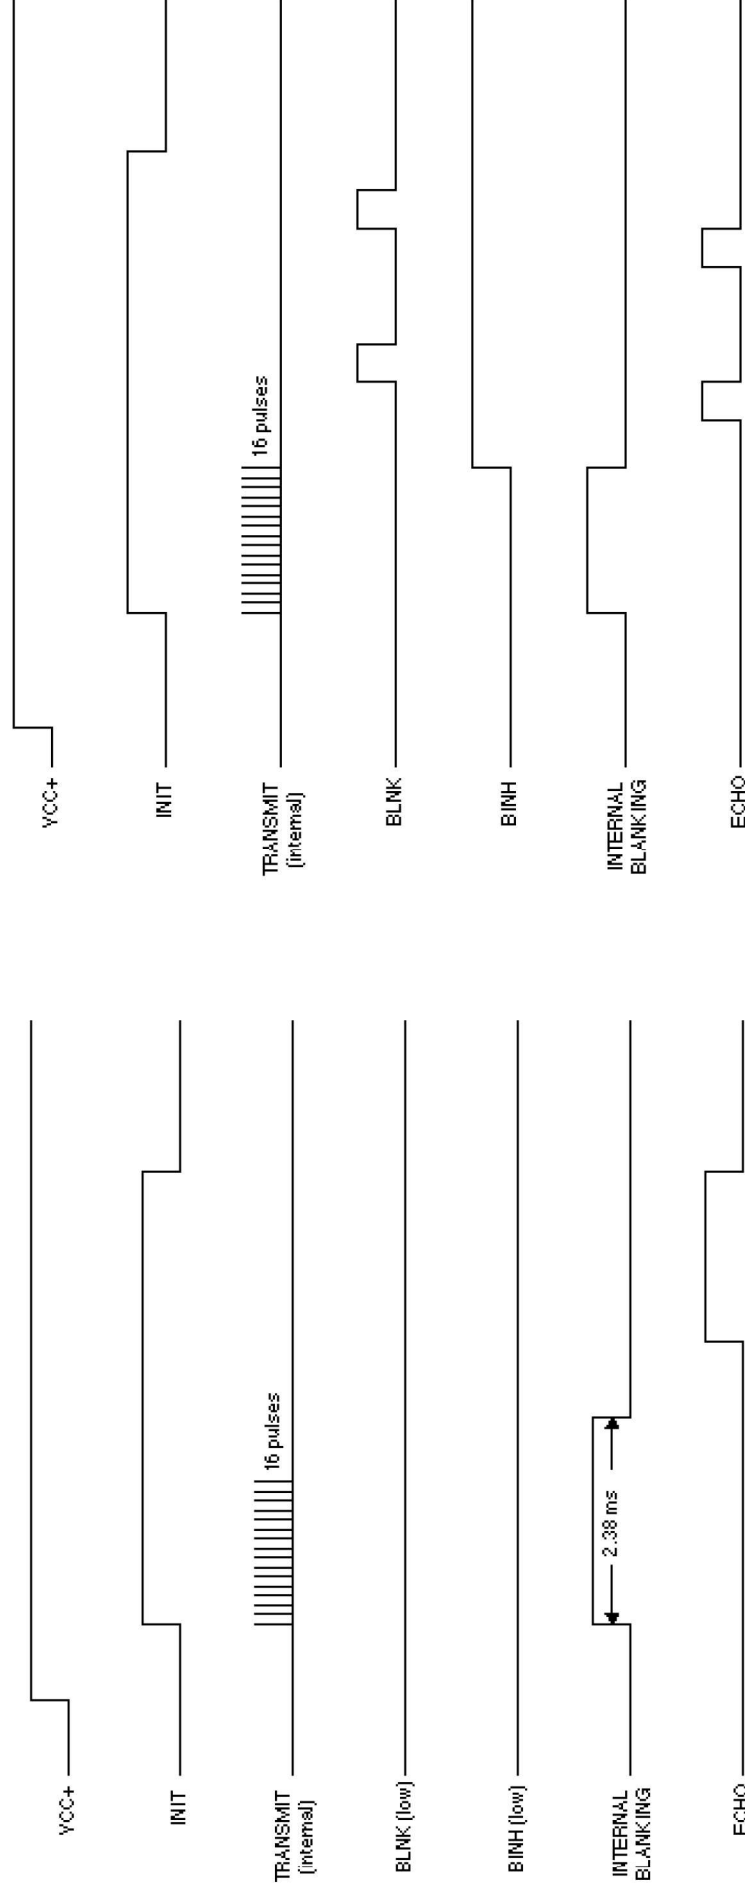 VCC+
INIT
TRANSMIT
(internal)
16 pulses
BLNK
BINH
INTERNAL
BLANKING
ECHO
VCC+
INIT
TRANSMIT
(internal)
16 pulses
BLNK (low)
BINH (low)
INTERNAL
BLANKING
2.38 ms
ECHO